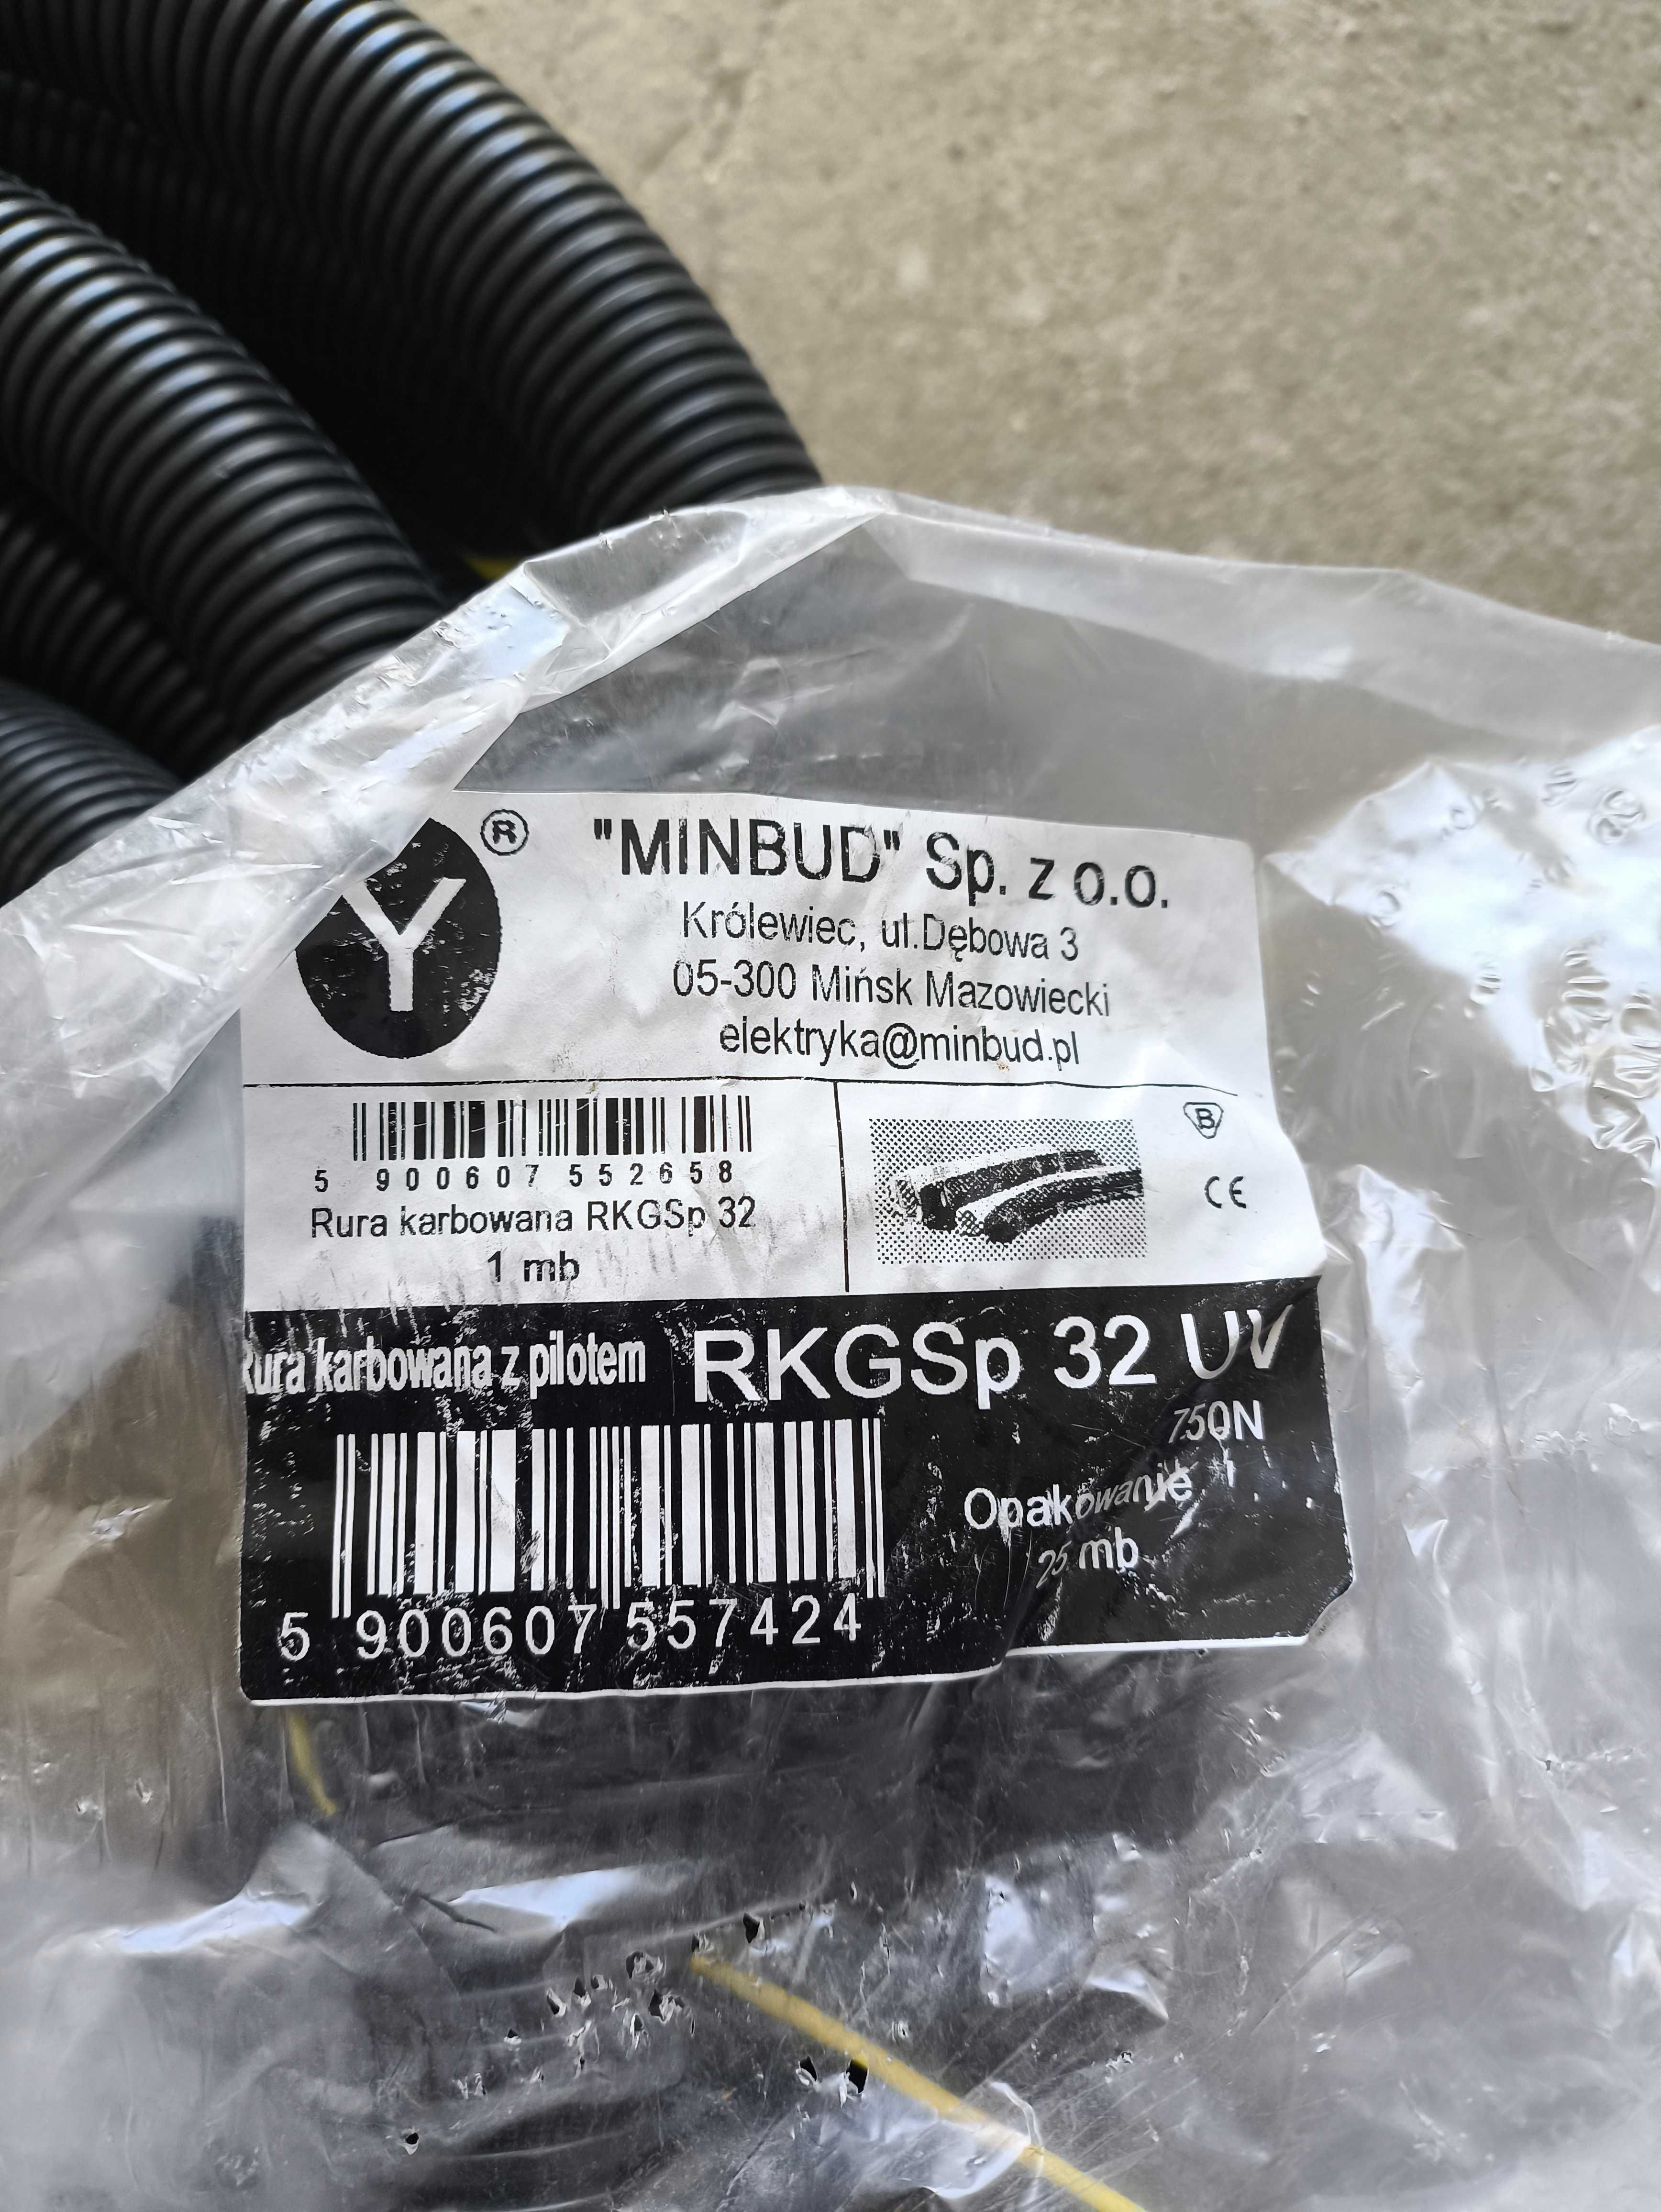 Y ®
"MINBUD" Sp. z o.o.
Królewiec, ul.Dębowa 3
05-300 Mińsk Mazowiecki
elektryka@minbud.pl
5 900607 552658
Rura karbowana RKGSp 32
1 mb
B
CE
Rura karbowana z pilotem RKGSp 32 UV
750N
Opakowanie
25 mb
5 900607 557424